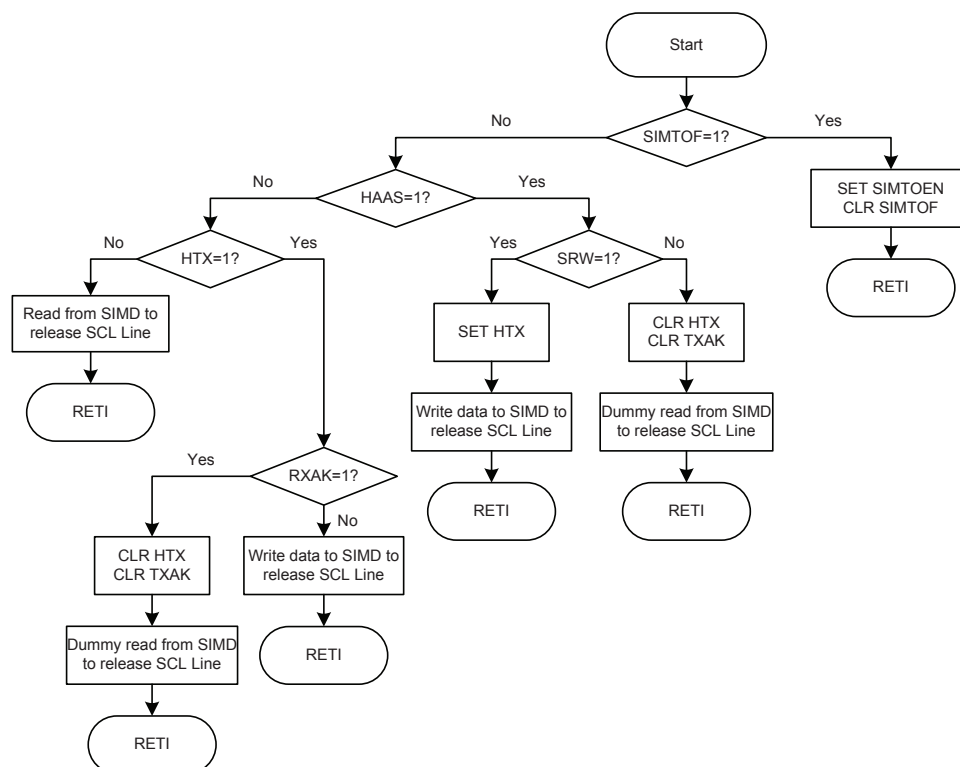 Start
SIMTOF=1?
No
Yes
HAAS=1?
No
Yes
SET SIMTOEN
CLR SIMTOF
RETI
HTX=1?
No
Yes
SRW=1?
Yes
No
Read from SIMD to
release SCL Line
RETI
SET HTX
CLR HTX
CLR TXAK
Write data to SIMD to
release SCL Line
Dummy read from SIMD
to release SCL Line
RETI
RETI
RXAK=1?
Yes
No
CLR HTX
CLR TXAK
Write data to SIMD to
release SCL Line
Dummy read from SIMD
to release SCL Line
RETI
RETI